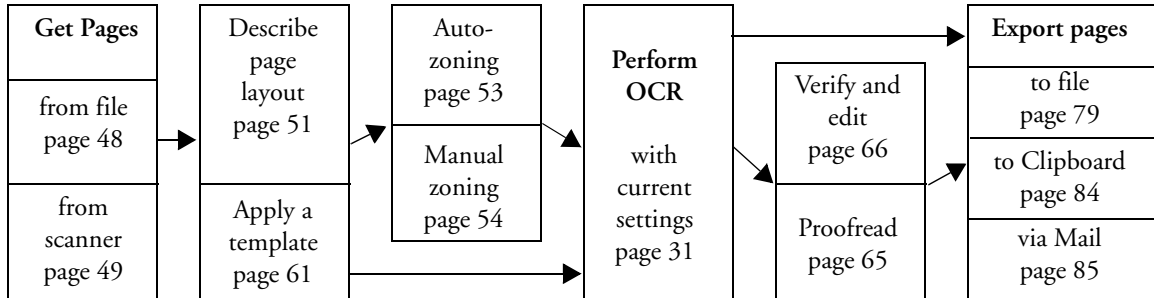 Get Pages
from file
page 48
from
scanner
page 49
Describe
page
layout
page 51
Apply a
template
page 61
Auto-
zoning
page 53
Manual
zoning
page 54
Perform
OCR
with
current
settings
page 31
Verify and
edit
page 66
Proofread
page 65
Export pages
to file
page 79
to Clipboard
page 84
via Mail
page 85